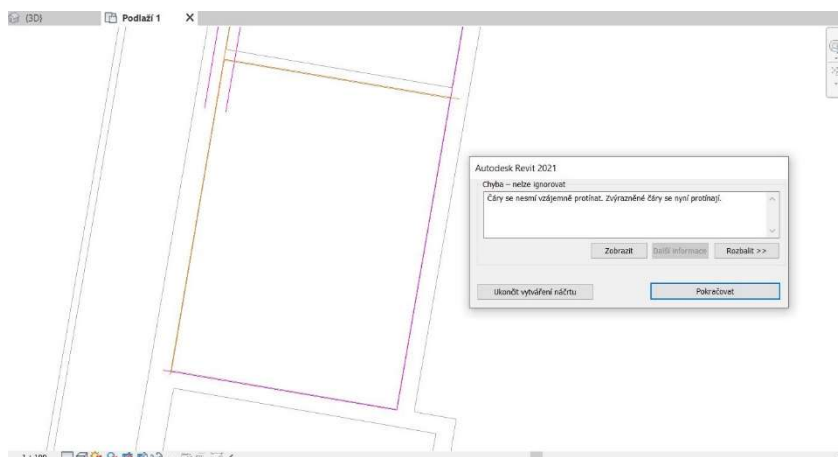 (3D)
Podlaží 1
Autodesk Revit 2021
Chyba – nelze ignorovat
Čáry se nesmí vzájemně protínat. Zvýrazněné čáry se nyní protínají.
Zobrazit
Další informace
Rozbalit >>
Ukončit vytváření náčrtu
Pokračovat